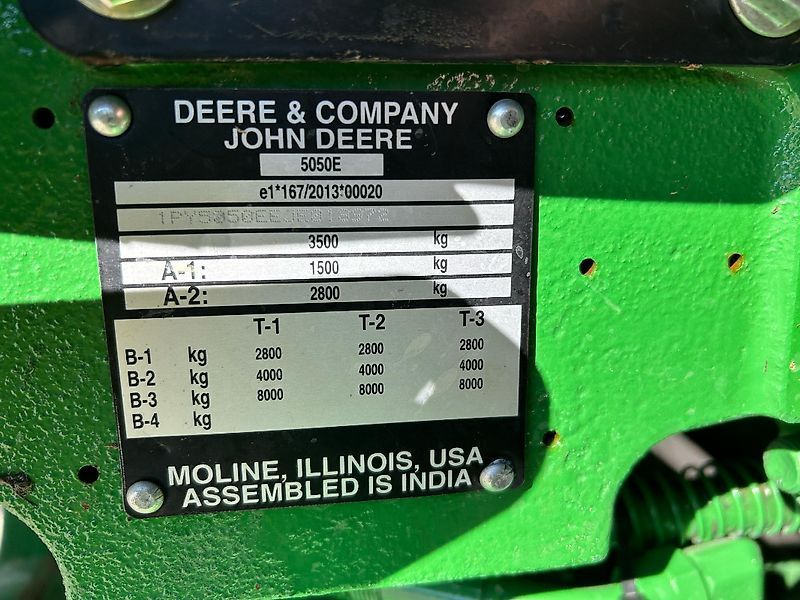 DEERE & COMPANY
JOHN DEERE
5050E
e1*167/2013*00020
3500 kg
A-1: 1500 kg
A-2: 2800 kg
T-1 T-2 T-3
B-1 kg 2800 2800 2800
B-2 kg 4000 4000 4000
B-3 kg 8000 8000 8000
B-4 kg
MOLINE, ILLINOIS, USA
ASSEMBLED IS INDIA